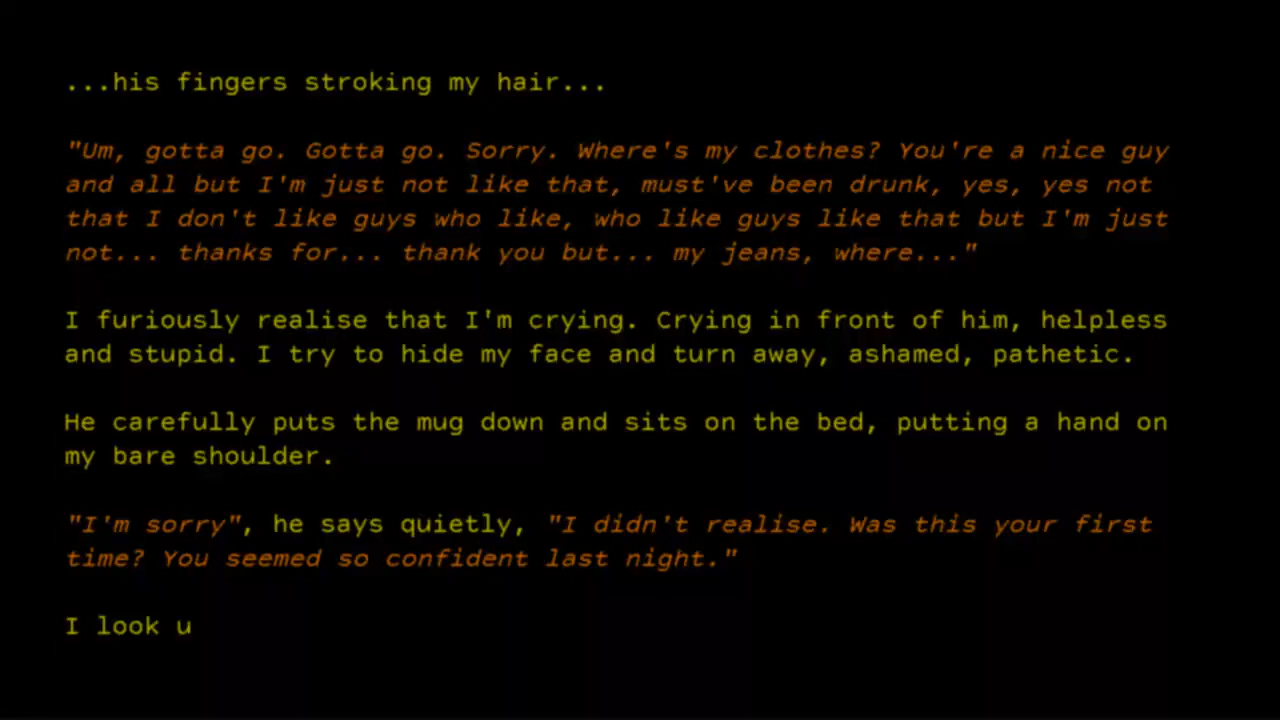 ...his fingers stroking my hair...
"Um, gotta go. Gotta go. Sorry. Where's my clothes? You're a nice guy
and all but I'm just not like that, must've been drunk, yes, yes not
that I don't like guys who like, who like guys like that but I'm just
not... thanks for... thank you but... my jeans, where..."
I furiously realise that I'm crying. Crying in front of him, helpless
and stupid. I try to hide my face and turn away, ashamed, pathetic.
He carefully puts the mug down and sits on the bed, putting a hand on
my bare shoulder.
"I'm sorry", he says quietly, "I didn't realise. Was this your first
time? You seemed so confident last night."
I look u